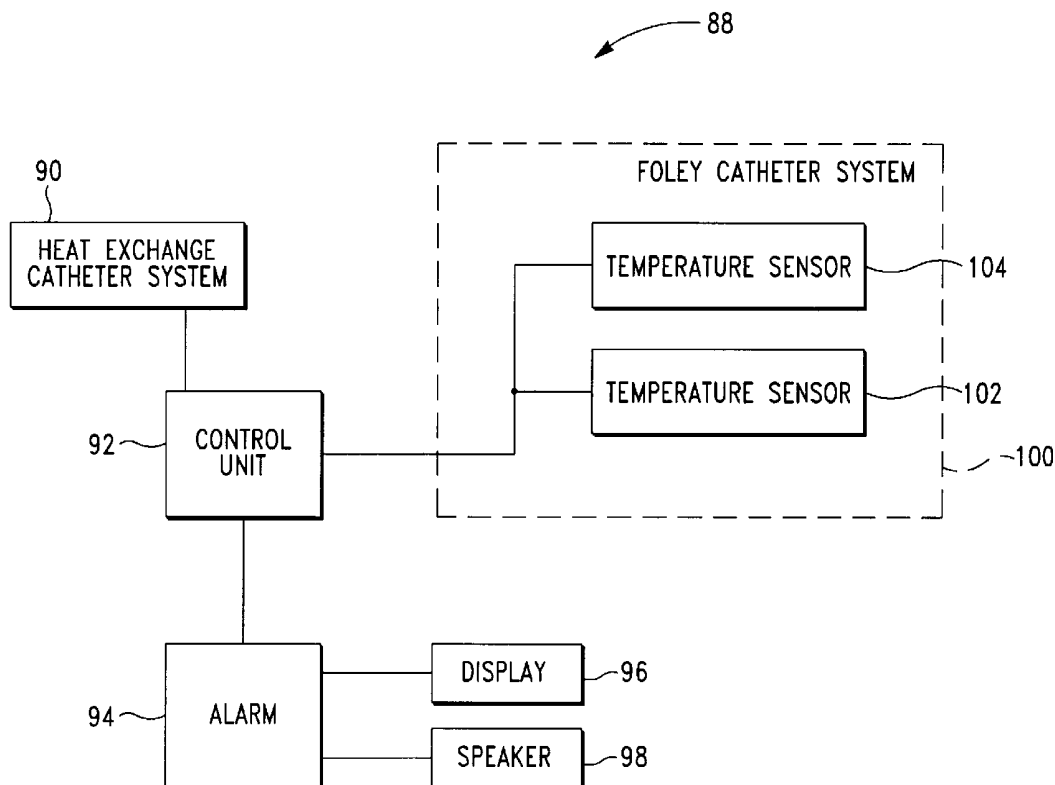 88
90
FOLEY CATHETER SYSTEM
HEAT EXCHANGE
CATHETER SYSTEM
TEMPERATURE SENSOR
104
TEMPERATURE SENSOR
102
92
CONTROL
UNIT
100
94
ALARM
DISPLAY
96
SPEAKER
98